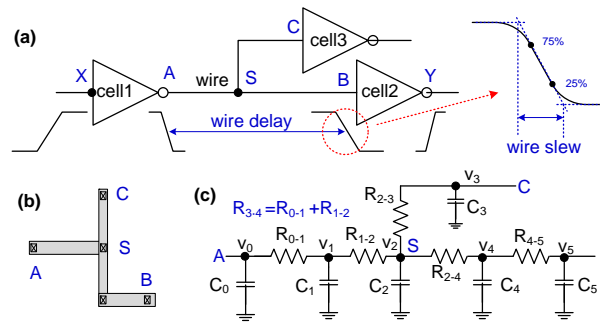 (a)
X
cell1
A
wire
S
C
cell3
B
cell2
Y
wire delay
75%
25%
wire slew
(b)
C
S
A
B
(c)
R3-4=R0-1+R1-2
A
v0
R0-1
v1
R1-2
v2
S
R2-3
v3
C
C3
R2-4
v4
R4-5
v5
C0
C1
C2
C4
C5